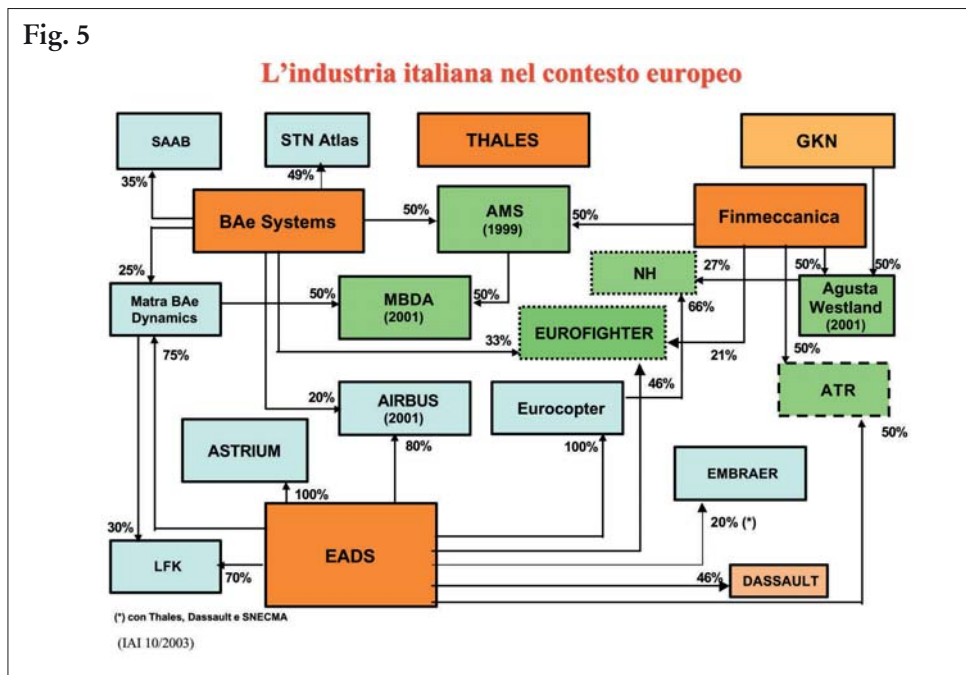 Fig. 5
L'industria italiana nel contesto europeo
SAAB
STN Atlas
THALES
GKN
35%
49%
BAe Systems
50%
AMS
(1999)
50%
Finmeccanica
25%
NH
27%
50%
50%
Matra BAe
Dynamics
50%
MBDA
(2001)
50%
66%
Agusta
Westland
(2001)
EUROFIGHTER
75%
33%
21%
50%
46%
ATR
20%
AIRBUS
(2001)
Eurocopter
50%
ASTRIUM
80%
100%
EMBRAER
100%
20% (*)
30%
EADS
LFK
70%
46%
DASSAULT
(*) con Thales, Dassault e SNECMA
(IAI 10/2003)